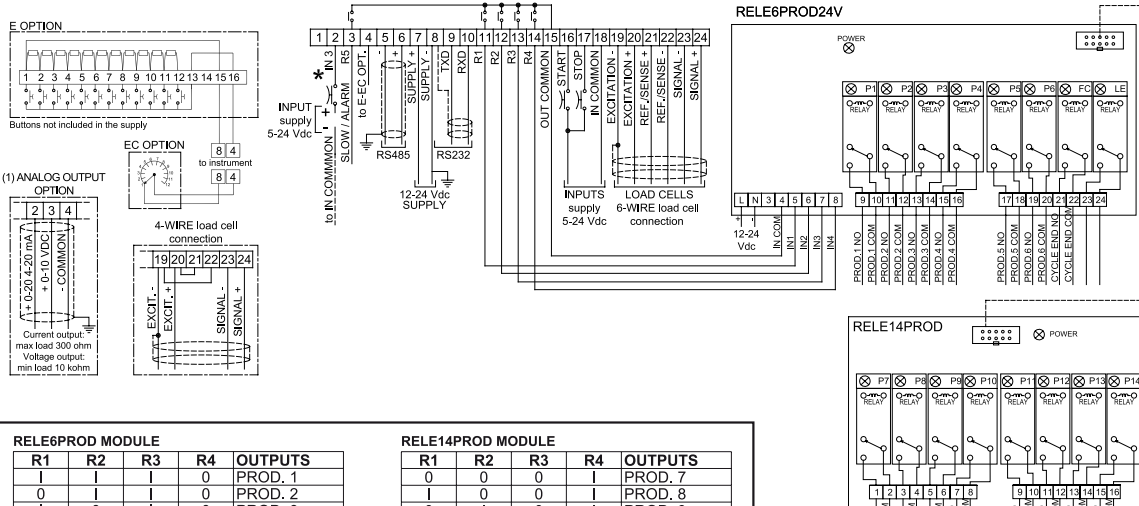 E OPTION
1 2 3 4 5 6 7 8 9 10 11 12 13 14 15 16
Buttons not included in the supply
EC OPTION
8 4
to instrument
8 4
(1) ANALOG OUTPUT
OPTION
2 3 4
+ 0-20 4-20 mA
+ 0-10 VDC
- COMMON
Current output:
max load 300 ohm
Voltage output:
min load 10 kohm
4-WIRE load cell
connection
19 20 21 22 23 24
EXCIT. -
EXCIT. +
SIGNAL -
SIGNAL +
1 2 3 4 5 6 7 8 9 10 11 12 13 14 15 16 17 18 19 20 21 22 23 24
*
IN 3
R5
SLOW / ALARM
to E-EC OPT.
-
+
SUPPLY +
SUPPLY -
TXD
RXD
R1
R2
R3
R4
OUT COMMON
START
STOP
IN COMMON
EXCITATION -
EXCITATION +
REF./SENSE +
REF./SENSE -
SIGNAL -
SIGNAL +
INPUT
supply
5-24 Vdc
+
-
to IN COMMON
RS485
RS232
12-24 Vdc
SUPPLY
INPUTS
supply
5-24 Vdc
LOAD CELLS
6-WIRE load cell
connection
RELE6PROD24V
POWER
P1 P2 P3 P4 P5 P6 FC LE
RELAY RELAY RELAY RELAY RELAY RELAY RELAY RELAY
L N 3 4 5 6 7 8
9 10 11 12 13 14 15 16
17 18 19 20 21 22 23 24
+ -
12-24
Vdc
IN COM
IN1
IN2
IN3
IN4
PROD.1 NO
PROD.1 COM
PROD.2 NO
PROD.2 COM
PROD.3 NO
PROD.3 COM
PROD.4 NO
PROD.4 COM
PROD.5 NO
PROD.5 COM
PROD.6 NO
PROD.6 COM
CYCLE END NO
CYCLE END COM
RELE14PROD
POWER
P7 P8 P9 P10 P11 P12 P13 P14
RELAY RELAY RELAY RELAY RELAY RELAY RELAY RELAY
1 2 3 4 5 6 7 8
9 10 11 12 13 14 15 16
RELE6PROD MODULE
R1 R2 R3 R4 OUTPUTS
I I I 0 PROD. 1
0 I I 0 PROD. 2
RELE14PROD MODULE
R1 R2 R3 R4 OUTPUTS
0 0 0 I PROD. 7
I 0 0 I PROD. 8